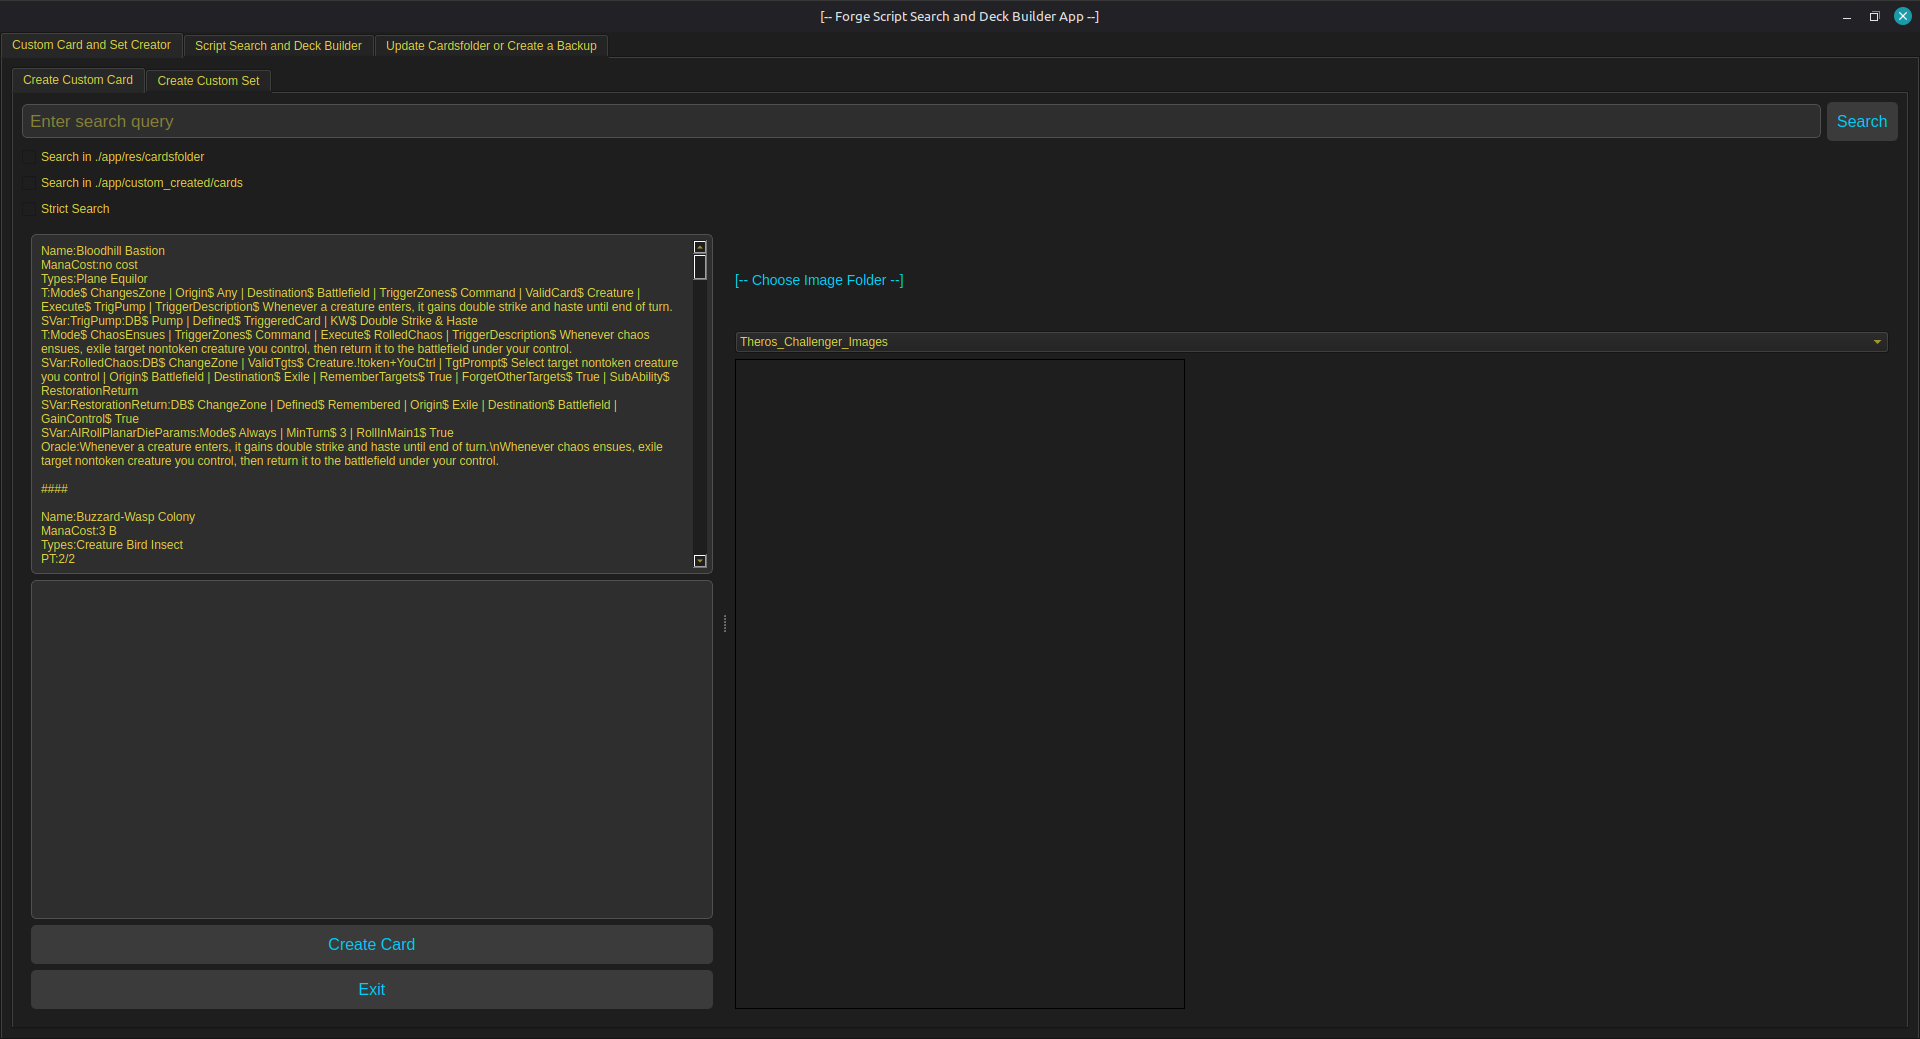 [-- Forge Script Search and Deck Builder App --]
Custom Card and Set Creator
Script Search and Deck Builder
Update Cardsfolder or Create a Backup
Create Custom Card
Create Custom Set
Enter search query
Search
Search in ./app/res/cardsfolder
Search in ./app/custom_created/cards
Strict Search
Name:Bloodhill Bastion
ManaCost:no cost
Types:Plane Equilor
T:Mode$ ChangesZone | Origin$ Any | Destination$ Battlefield | TriggerZones$ Command | ValidCard$ Creature |
Execute$ TrigPump | TriggerDescription$ Whenever a creature enters, it gains double strike and haste until end of turn.
SVar:TrigPump:DB$ Pump | Defined$ TriggeredCard | KW$ Double Strike & Haste
T:Mode$ ChaosEnsues | TriggerZones$ Command | Execute$ RolledChaos | TriggerDescription$ Whenever chaos
ensues, exile target nontoken creature you control, then return it to the battlefield under your control.
SVar:RolledChaos:DB$ ChangeZone | ValidTgts$ Creature.!token+YouCtrl | TgtPrompt$ Select target nontoken creature
you control | Origin$ Battlefield | Destination$ Exile | RememberTargets$ True | ForgetOtherTargets$ True | SubAbility$
RestorationReturn
SVar:RestorationReturn:DB$ ChangeZone | Defined$ Remembered | Origin$ Exile | Destination$ Battlefield |
GainControl$ True
SVar:AIRollPlanarDieParams:Mode$ Always | MinTurn$ 3 | RollInMain1$ True
Oracle:Whenever a creature enters, it gains double strike and haste until end of turn.\nWhenever chaos ensues, exile
target nontoken creature you control, then return it to the battlefield under your control.
####
Name:Buzzard-Wasp Colony
ManaCost:3 B
Types:Creature Bird Insect
PT:2/2
[-- Choose Image Folder --]
Theros_Challenger_Images
Create Card
Exit